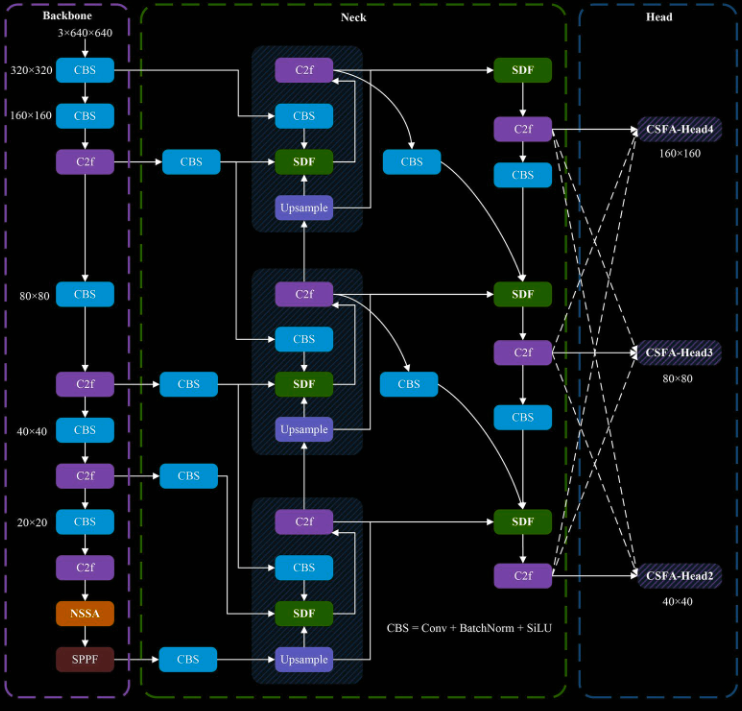 Backbone
Neck
Head
3×640×640
320×320
CBS
C2f
SDF
160×160
CBS
CBS
C2f
CSFA-Head4
160×160
C2f
CBS
SDF
CBS
CBS
Upsample
80×80
CBS
C2f
SDF
CBS
C2f
CSFA-Head3
80×80
C2f
CBS
SDF
CBS
40×40
CBS
Upsample
CBS
C2f
CBS
20×20
CBS
C2f
SDF
C2f
CBS
C2f
CSFA-Head2
40×40
NSSA
SDF
CBS = Conv + BatchNorm + SiLU
SPPF
CBS
Upsample